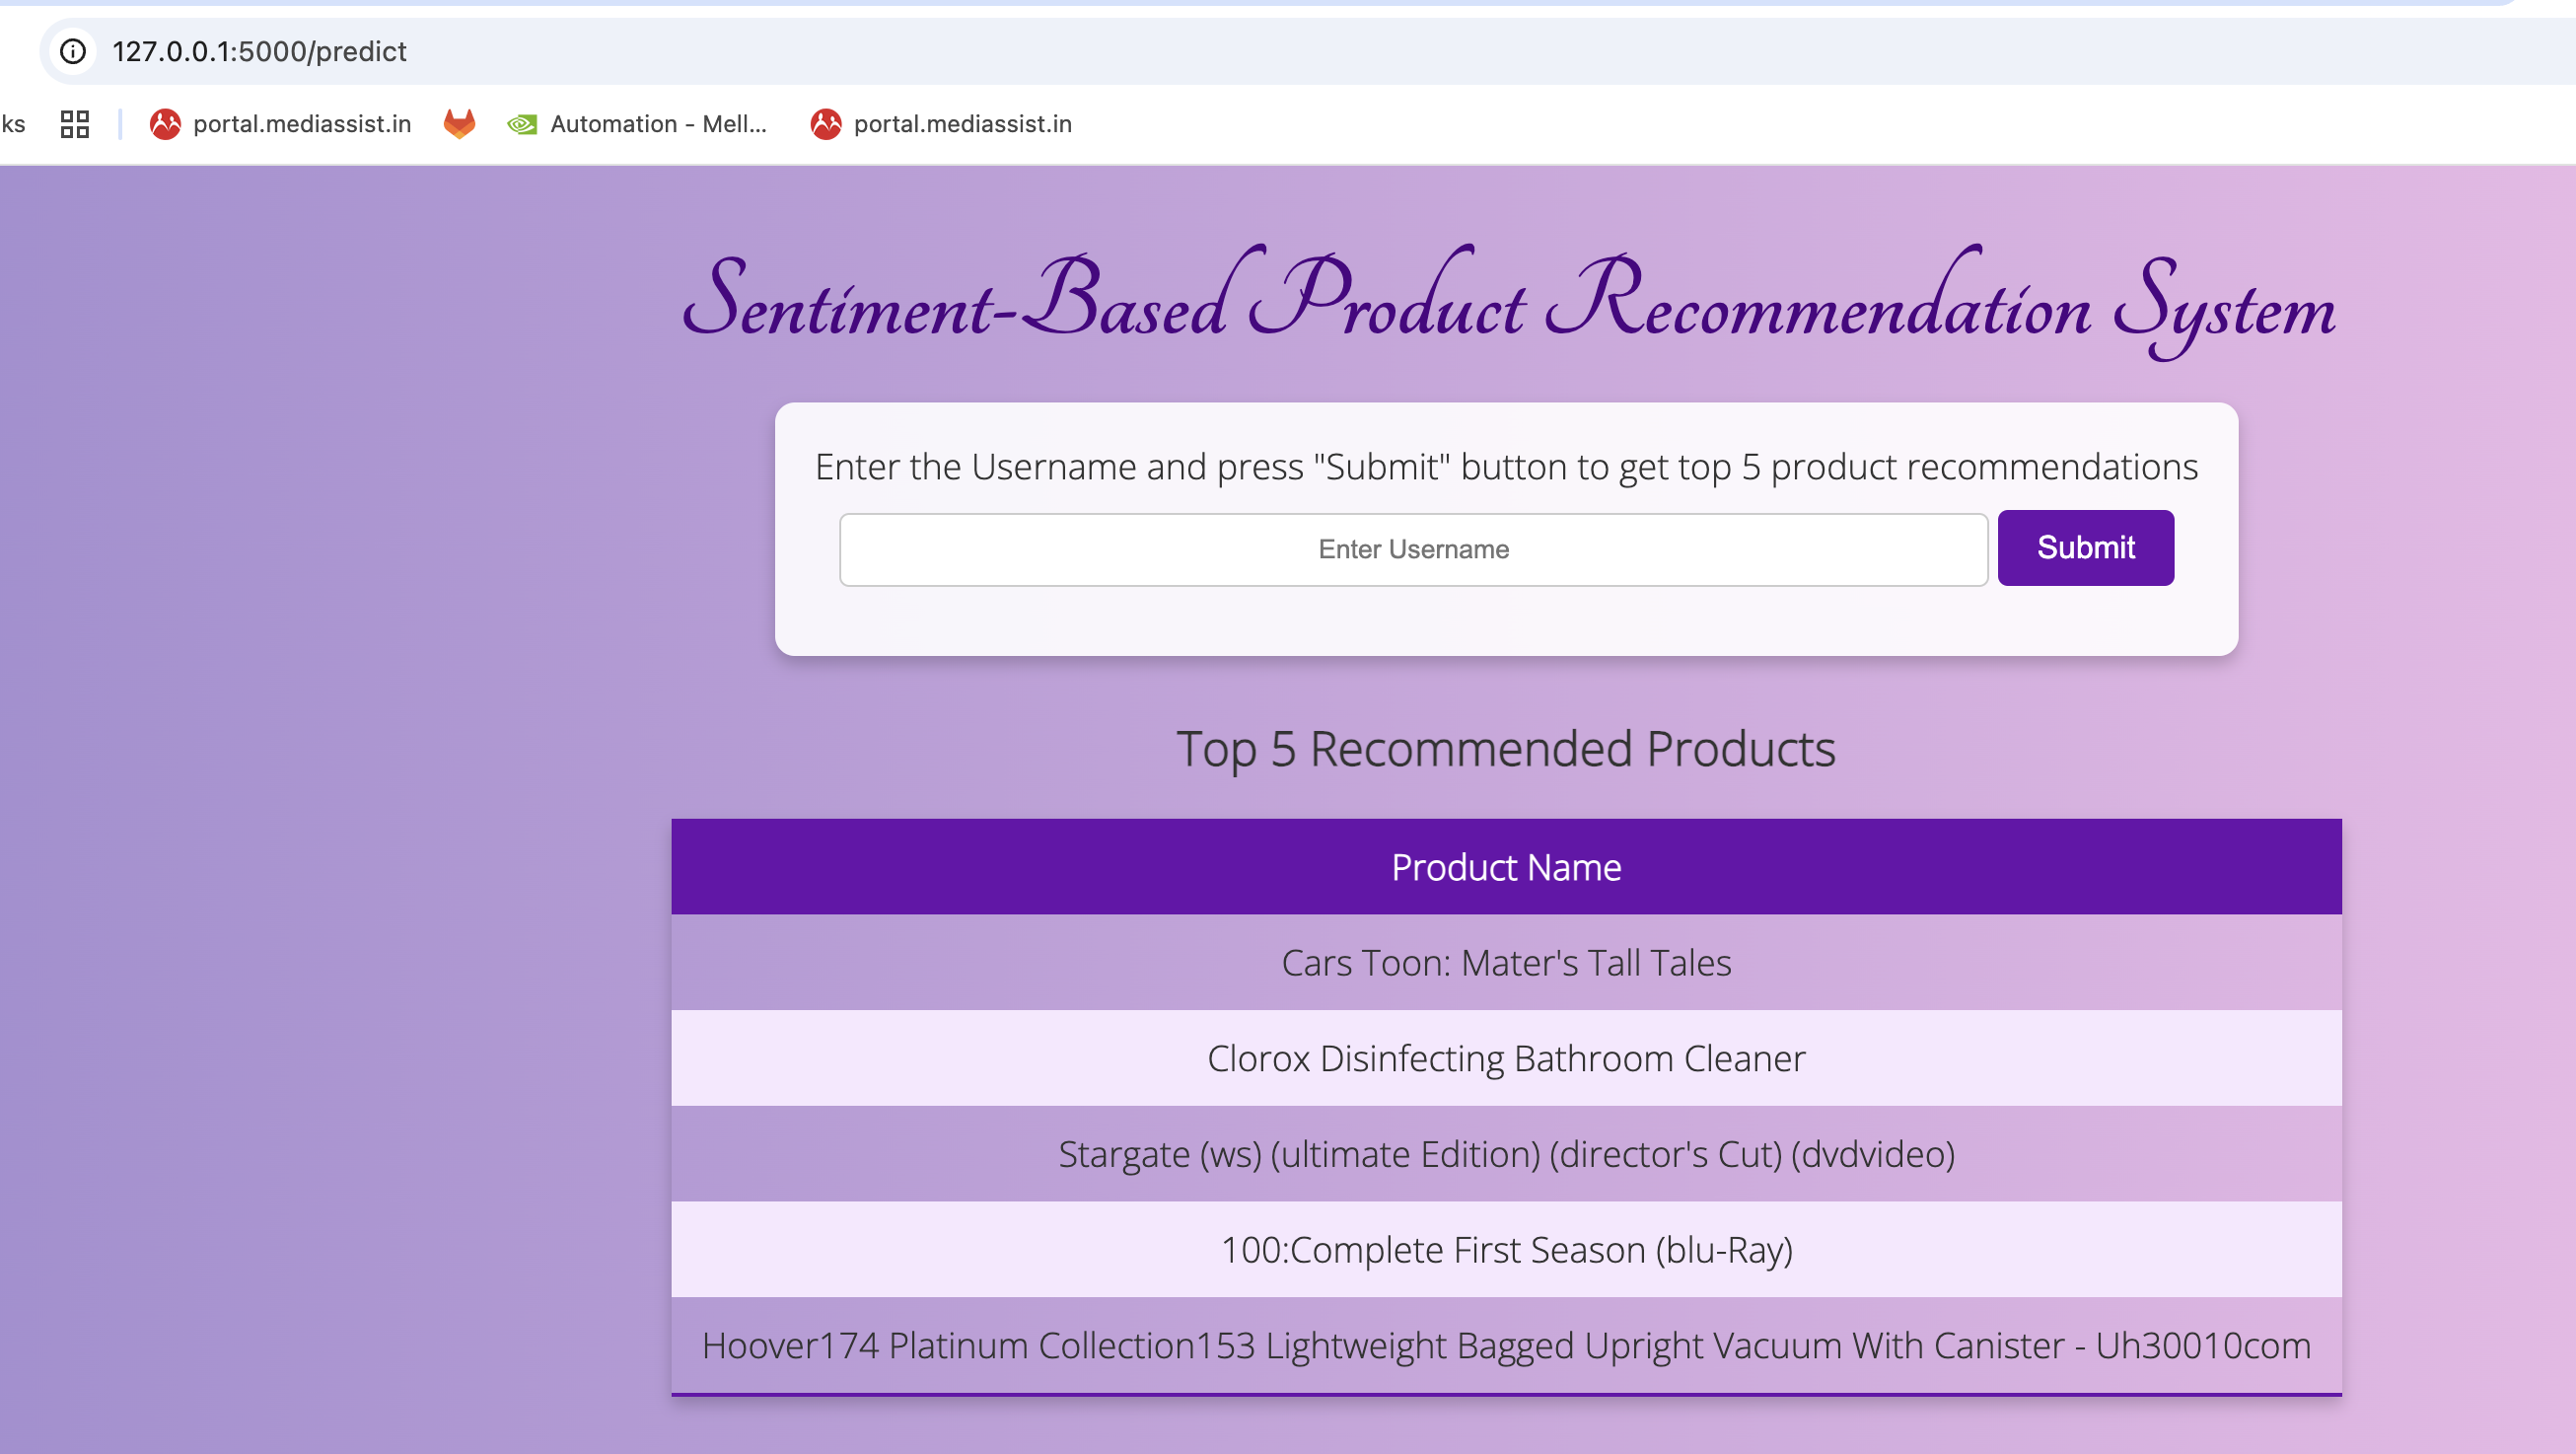 127.0.0.1:5000/predict
ks portal.mediassist.in Automation - Mell... portal.mediassist.in
Sentiment-Based Product Recommendation System
Enter the Username and press "Submit" button to get top 5 product recommendations
Enter Username Submit
Top 5 Recommended Products
Product Name
Cars Toon: Mater's Tall Tales
Clorox Disinfecting Bathroom Cleaner
Stargate (ws) (ultimate Edition) (director's Cut) (dvdvideo)
100:Complete First Season (blu-Ray)
Hoover174 Platinum Collection153 Lightweight Bagged Upright Vacuum With Canister - Uh30010com